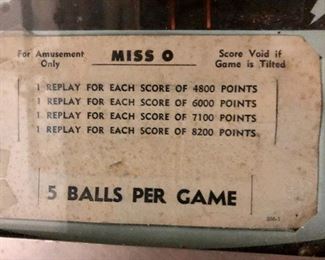 For Amusement Only
MISS O
Score Void if Game is Tilted
1 REPLAY FOR EACH SCORE OF 4800 POINTS
1 REPLAY FOR EACH SCORE OF 6000 POINTS
1 REPLAY FOR EACH SCORE OF 7100 POINTS
1 REPLAY FOR EACH SCORE OF 8200 POINTS
5 BALLS PER GAME